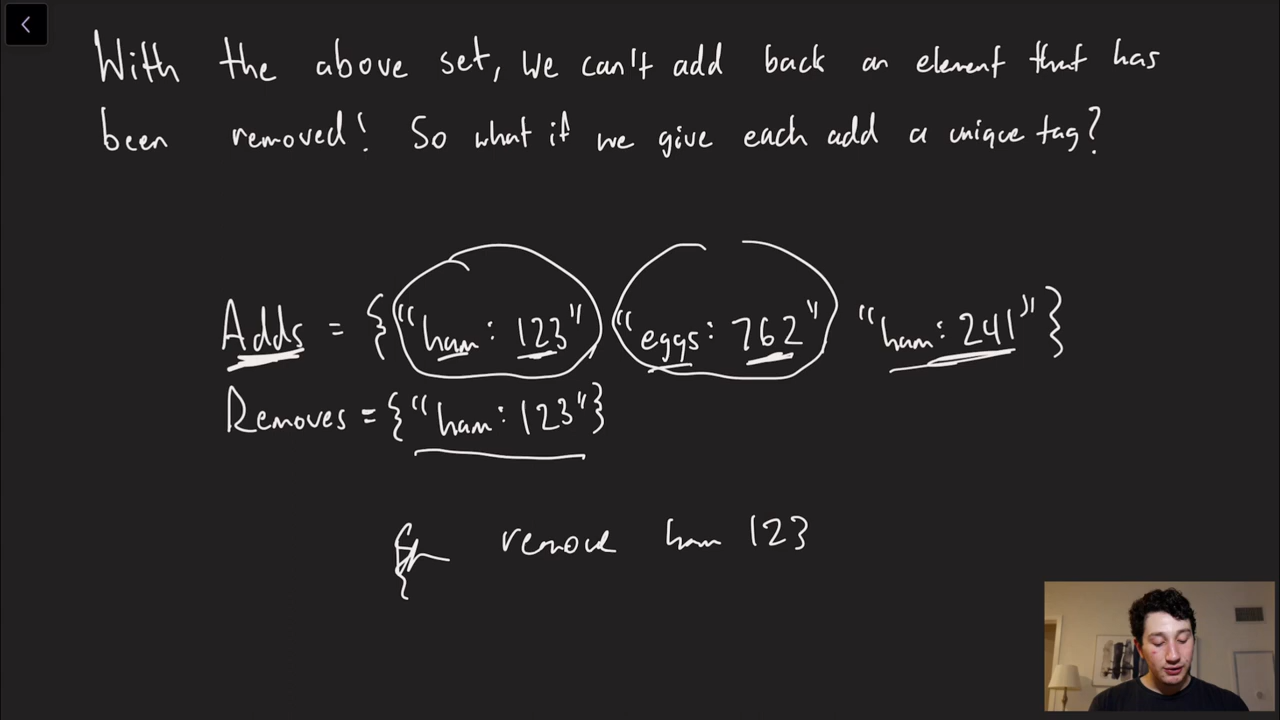 With the above set, we can't add back an element that has
been removed! So what if we give each add a unique tag?
Adds = {"ham: 123" "eggs: 762" "ham: 241"}
Removes = {"ham: 123"}
remove ham 123